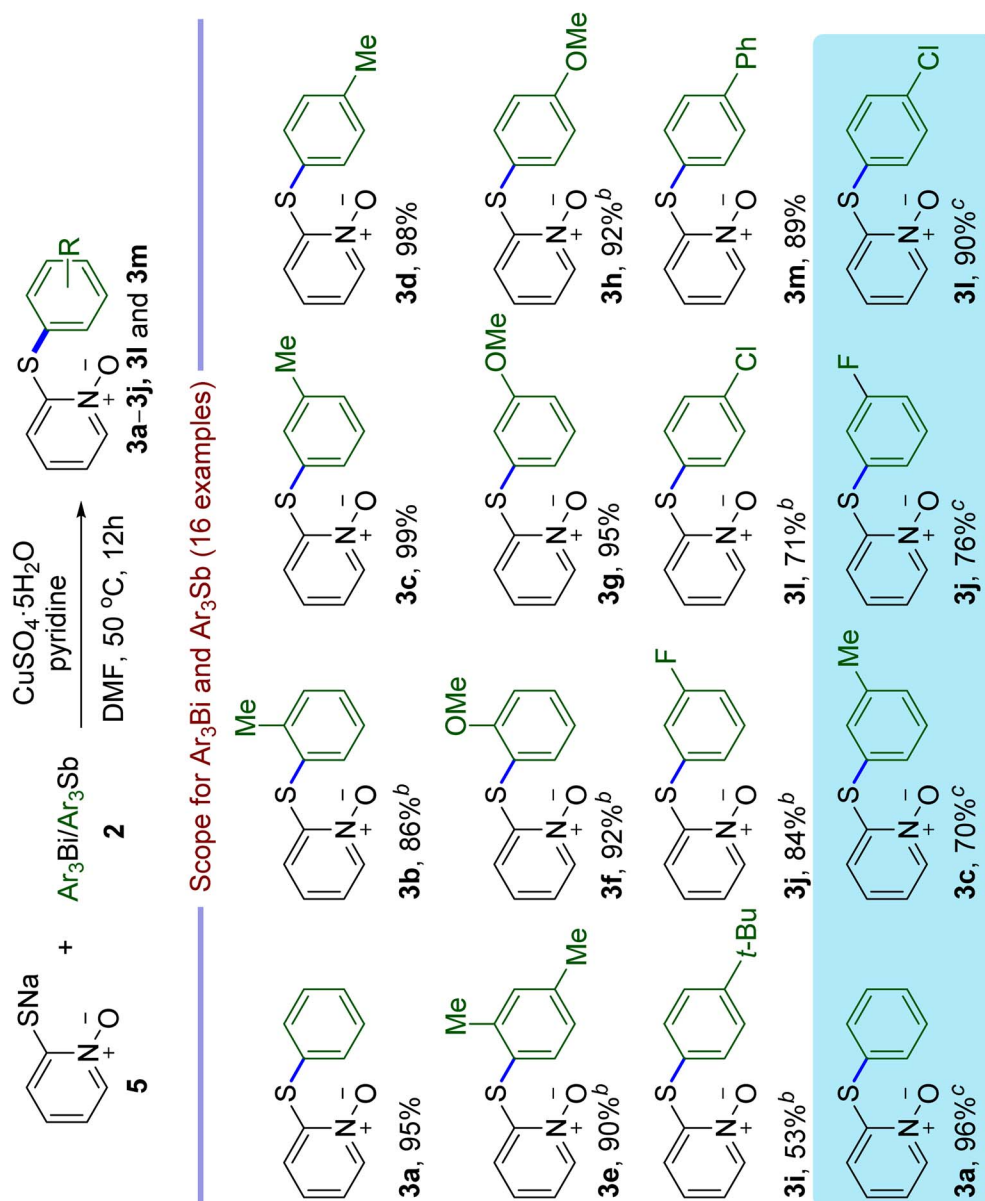 CuSO₄·5H₂O
pyridine
SNa + Ar₃Bi/Ar₃Sb S R
DMF, 50 °C, 12h
N⁺ O⁻ N⁺ O⁻
5 2 3a–3j, 3l and 3m
Scope for Ar₃Bi and Ar₃Sb (16 examples)
Me Me Me
S S S S
N⁺ O⁻ N⁺ O⁻ N⁺ O⁻ N⁺ O⁻
3a, 95% 3b, 86%ᵇ 3c, 99% 3d, 98%
Me Me OMe OMe OMe
S S S S
N⁺ O⁻ N⁺ O⁻ N⁺ O⁻ N⁺ O⁻
3e, 90%ᵇ 3f, 92%ᵇ 3g, 95% 3h, 92%ᵇ
t-Bu F Cl Ph
S S S S
N⁺ O⁻ N⁺ O⁻ N⁺ O⁻ N⁺ O⁻
3i, 53%ᵇ 3j, 84%ᵇ 3l, 71%ᵇ 3m, 89%
Me F Cl
S S S S
N⁺ O⁻ N⁺ O⁻ N⁺ O⁻ N⁺ O⁻
3a, 96%ᶜ 3c, 70%ᶜ 3j, 76%ᶜ 3l, 90%ᶜ